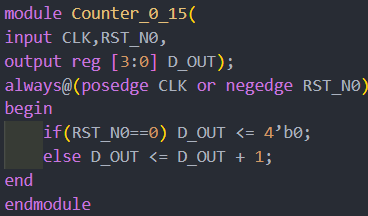 module Counter_0_15(
input CLK,RST_N0,
output reg [3:0] D_OUT);
always@(posedge CLK or negedge RST_N0)
begin
if(RST_N0==0) D_OUT <= 4’b0;
else D_OUT <= D_OUT + 1;
end
endmodule